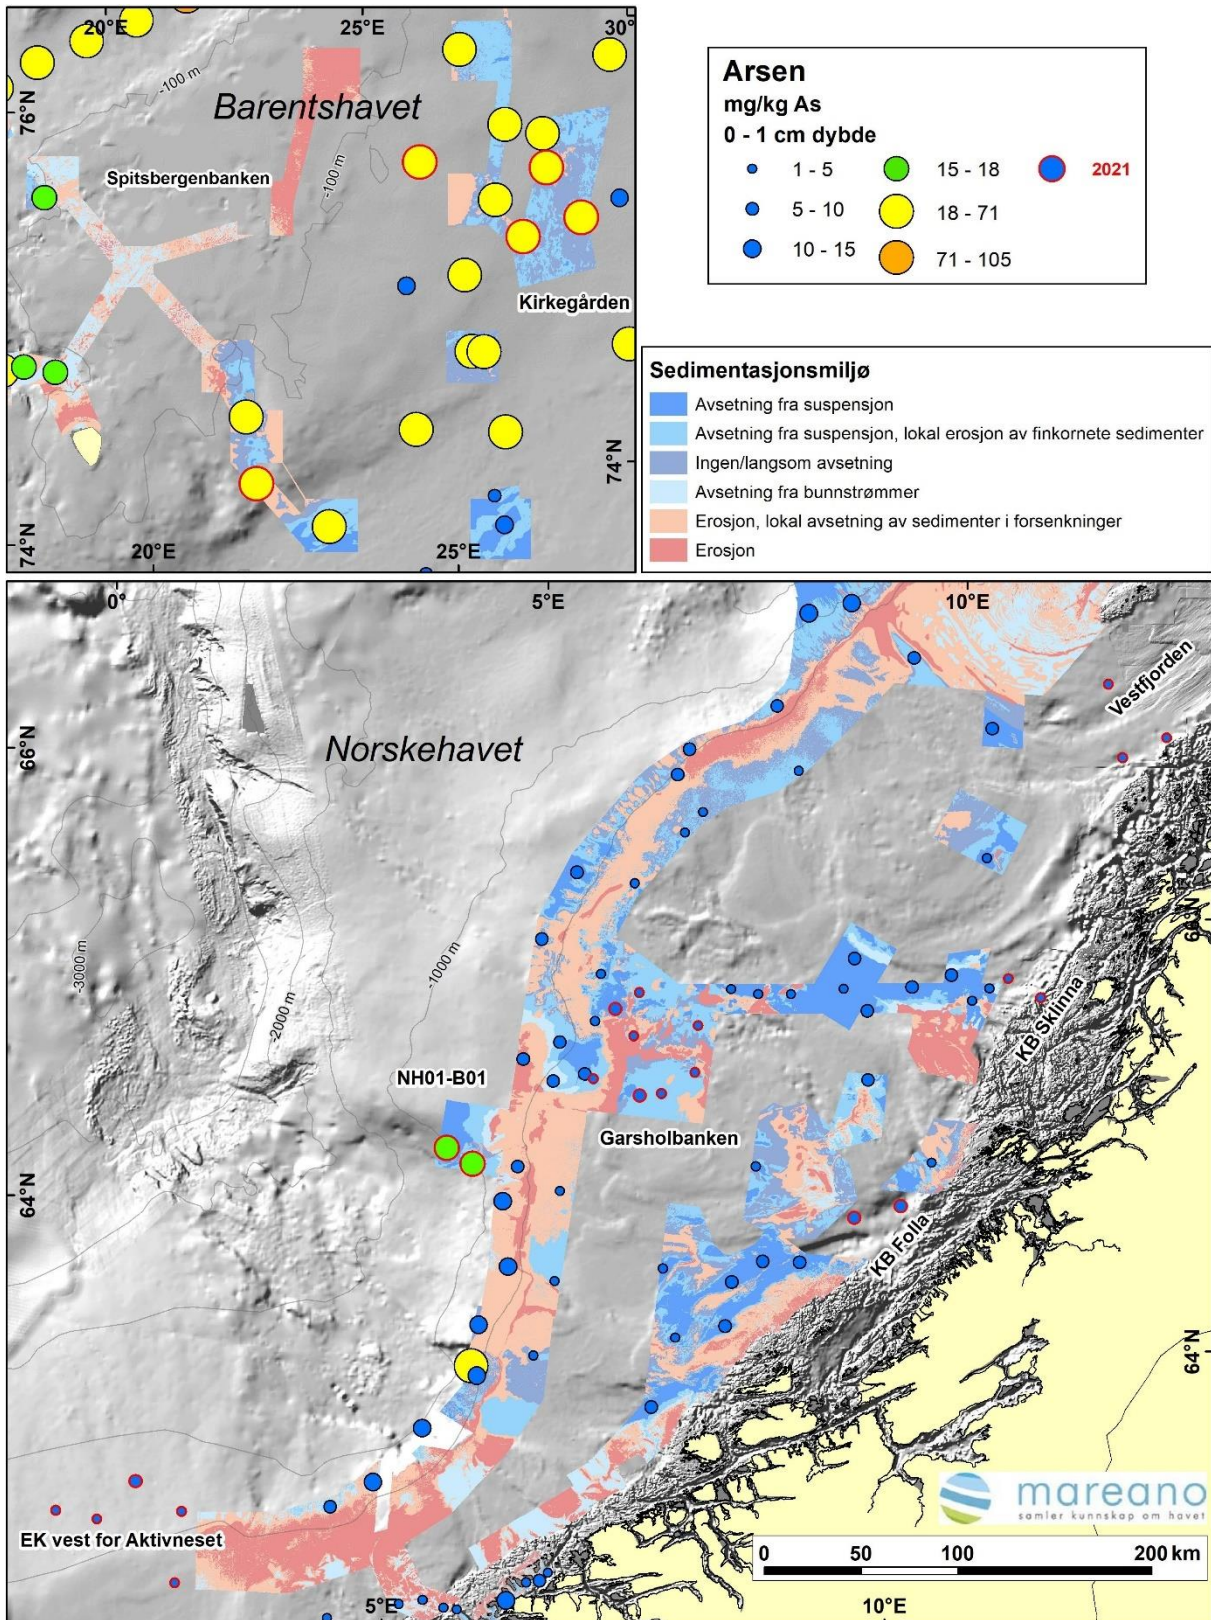 20°E
25°E
30°
-100 m
Barentshavet
76°N
Spitsbergenbanken
-100 m
Kirkegården
74°N
74°N
20°E
25°E
Arsen
mg/kg As
0 - 1 cm dybde
1 - 5
15 - 18
2021
5 - 10
18 - 71
10 - 15
71 - 105
Sedimentasjonsmiljø
Avsetning fra suspensjon
Avsetning fra suspensjon, lokal erosjon av finkornete sedimenter
Ingen/langsom avsetning
Avsetning fra bunnstrømmer
Erosjon, lokal avsetning av sedimenter i forsenkninger
Erosjon
0°
5°E
10°E
Vestfjorden
66°N
Norskehavet
-3000 m
-2000 m
-1000 m
KB Sklinna
NH01-B01
Garsholbanken
64°N
KB Folla
64°N
mareano
samler kunnskap om havet
EK vest for Aktivneset
0
50
100
200 km
5°E
10°E